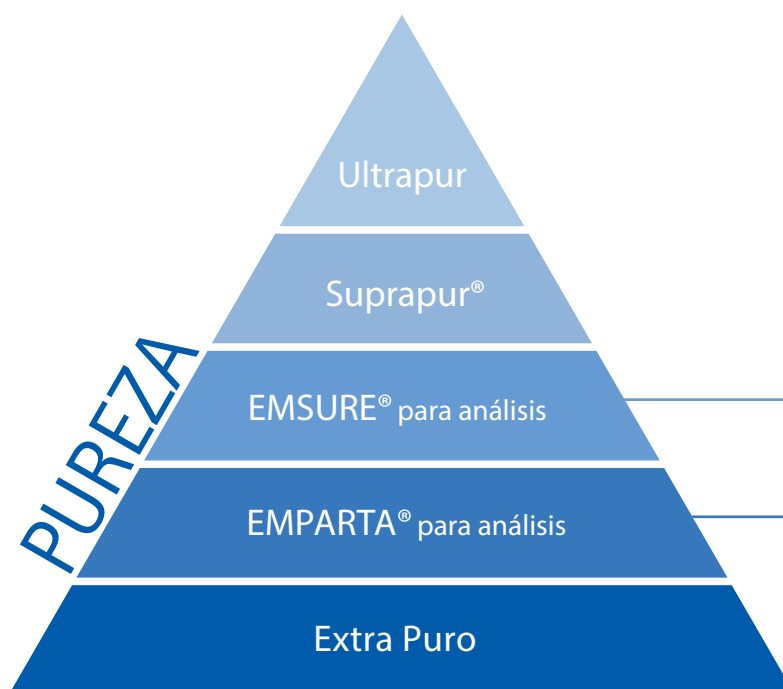 Ultrapur
Suprapur®
EMSURE® para análisis
EMPARTA® para análisis
Extra Puro
PUREZA